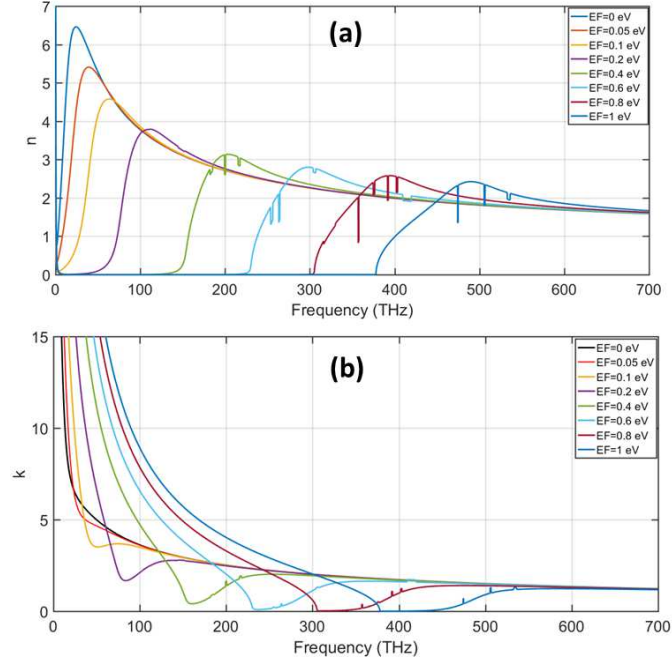 7
6
5
4
3
2
1
0
n
(a)
EF=0 eV
EF=0.05 eV
EF=0.1 eV
EF=0.2 eV
EF=0.4 eV
EF=0.6 eV
EF=0.8 eV
EF=1 eV
0 100 200 300 400 500 600 700
Frequency (THz)
15
10
5
0
k
(b)
EF=0 eV
EF=0.05 eV
EF=0.1 eV
EF=0.2 eV
EF=0.4 eV
EF=0.6 eV
EF=0.8 eV
EF=1 eV
0 100 200 300 400 500 600 700
Frequency (THz)